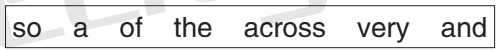 so a of the across very and